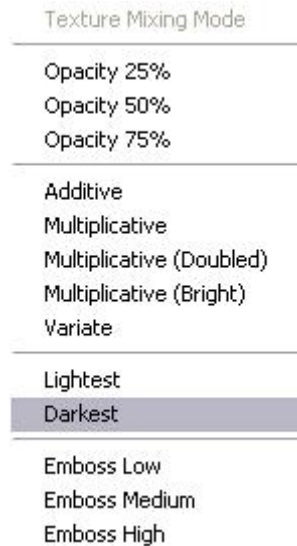 Texture Mixing Mode
Opacity 25%
Opacity 50%
Opacity 75%
Additive
Multiplicative
Multiplicative (Doubled)
Multiplicative (Bright)
Variate
Lightest
Darkest
Emboss Low
Emboss Medium
Emboss High